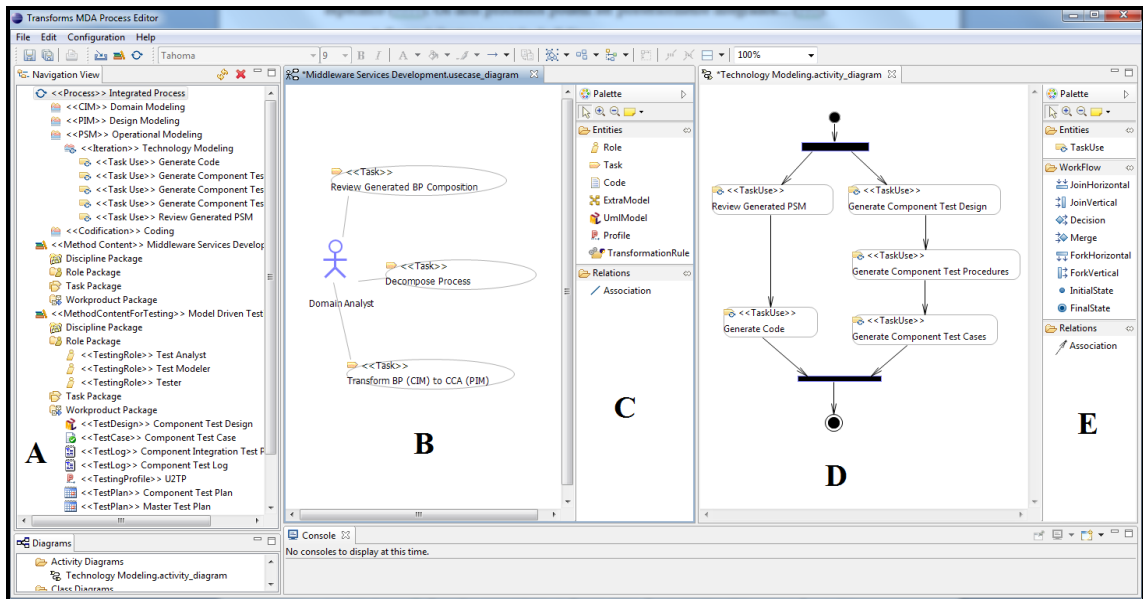 Transforms MDA Process Editor
File Edit Configuration Help
Tahoma 9 B I A 100%
Navigation View
<<Process>> Integrated Process
<<CIM>> Domain Modeling
<<PIM>> Design Modeling
<<PSM>> Operational Modeling
<<Iteration>> Technology Modeling
<<Task Use>> Generate Code
<<Task Use>> Generate Component Tes
<<Task Use>> Generate Component Tes
<<Task Use>> Generate Component Tes
<<Task Use>> Review Generated PSM
<<Codification>> Coding
<<Method Content>> Middleware Services Develop
Discipline Package
Role Package
Task Package
Workproduct Package
<<MethodContentForTesting>> Model Driven Test
Discipline Package
Role Package
<<TestingRole>> Test Analyst
<<TestingRole>> Test Modeler
<<TestingRole>> Tester
Task Package
Workproduct Package
<<TestDesign>> Component Test Design
<<TestCase>> Component Test Case
<<TestLog>> Component Integration Test P
<<TestLog>> Component Test Log
<<TestingProfile>> U2TP
<<TestPlan>> Component Test Plan
<<TestPlan>> Master Test Plan
A
Diagrams
Activity Diagrams
Technology Modeling.activity_diagram
Class Diagrams
*Middleware Services Development.usecase_diagram
<<Task>>
Review Generated BP Composition
<<Task>>
Decompose Process
Domain Analyst
<<Task>>
Transform BP (CIM) to CCA (PIM)
B
Palette
Entities
Role
Task
Code
ExtraModel
UmlModel
Profile
TransformationRule
Relations
Association
C
*Technology Modeling.activity_diagram
<<TaskUse>>
Review Generated PSM
<<TaskUse>>
Generate Component Test Design
<<TaskUse>>
Generate Component Test Procedures
<<TaskUse>>
Generate Code
<<TaskUse>>
Generate Component Test Cases
D
Palette
Entities
TaskUse
WorkFlow
JoinHorizontal
JoinVertical
Decision
Merge
ForkHorizontal
ForkVertical
InitialState
FinalState
Relations
Association
E
Console
No consoles to display at this time.